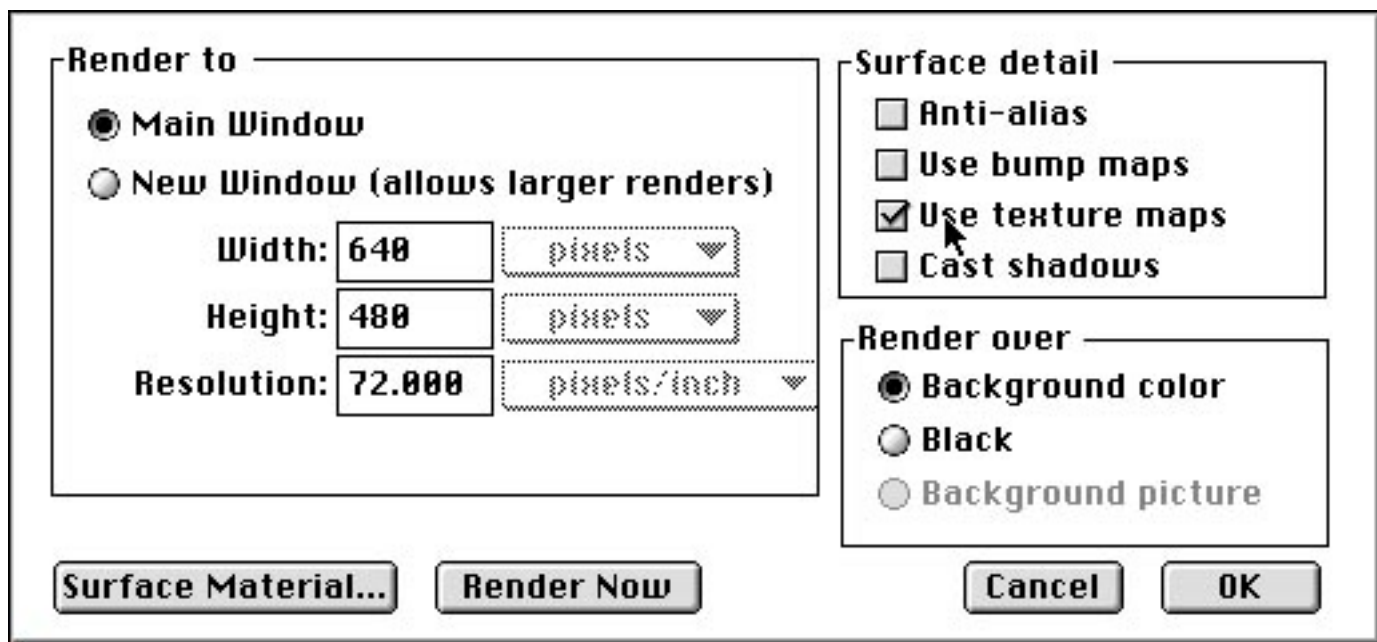 Render to
Main Window
New Window (allows larger renders)
Width: 640 pixels
Height: 480 pixels
Resolution: 72.000 pixels/inch
Surface detail
Anti-alias
Use bump maps
Use texture maps
Cast shadows
Render over
Background color
Black
Background picture
Surface Material... Render Now Cancel OK